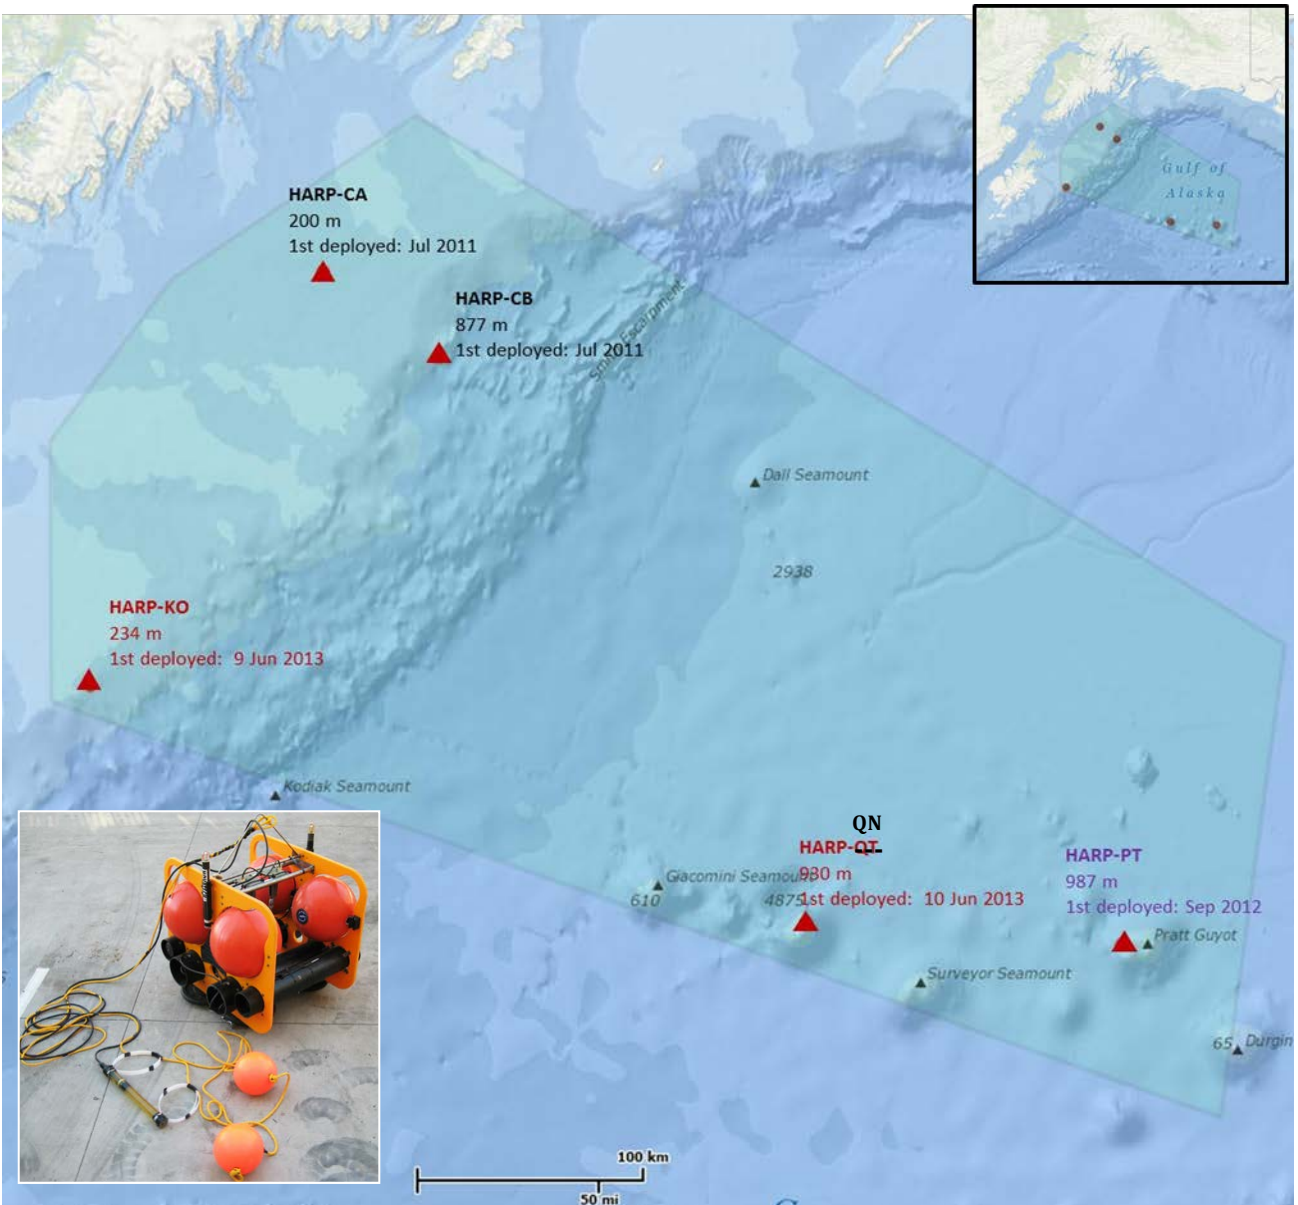 HARP-CA
200 m
1st deployed: Jul 2011
HARP-CB
877 m
1st deployed: Jul 2011
Gulf of
Alaska
Escarpment
Dall Seamount
2938
HARP-KO
234 m
1st deployed: 9 Jun 2013
Kodiak Seamount
QN
HARP-QT
930 m
1st deployed: 10 Jun 2013
Giacomini Seamount
610
4875
HARP-PT
987 m
1st deployed: Sep 2012
Pratt Guyot
Surveyor Seamount
65
Durgin
100 km
50 mi